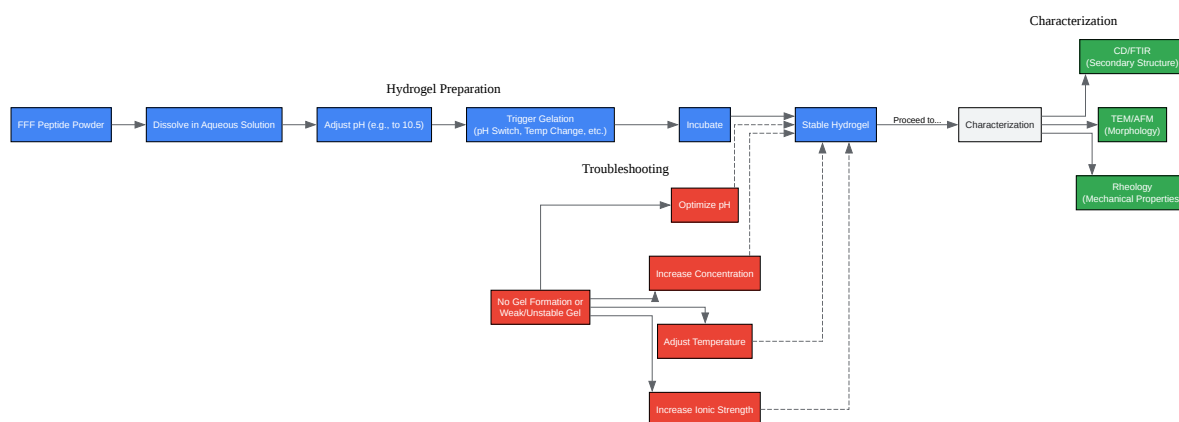 Characterization
CD/FTIR
(Secondary Structure)
Hydrogel Preparation
FFF Peptide Powder
Dissolve in Aqueous Solution
Adjust pH (e.g., to 10.5)
Trigger Gelation
(pH Switch, Temp Change, etc.)
Incubate
Stable Hydrogel
Proceed to...
Characterization
TEM/AFM
(Morphology)
Troubleshooting
Rheology
(Mechanical Properties
Optimize pH
Increase Concentration
No Gel Formation or
Weak/Unstable Gel
Adjust Temperature
Increase Ionic Strength